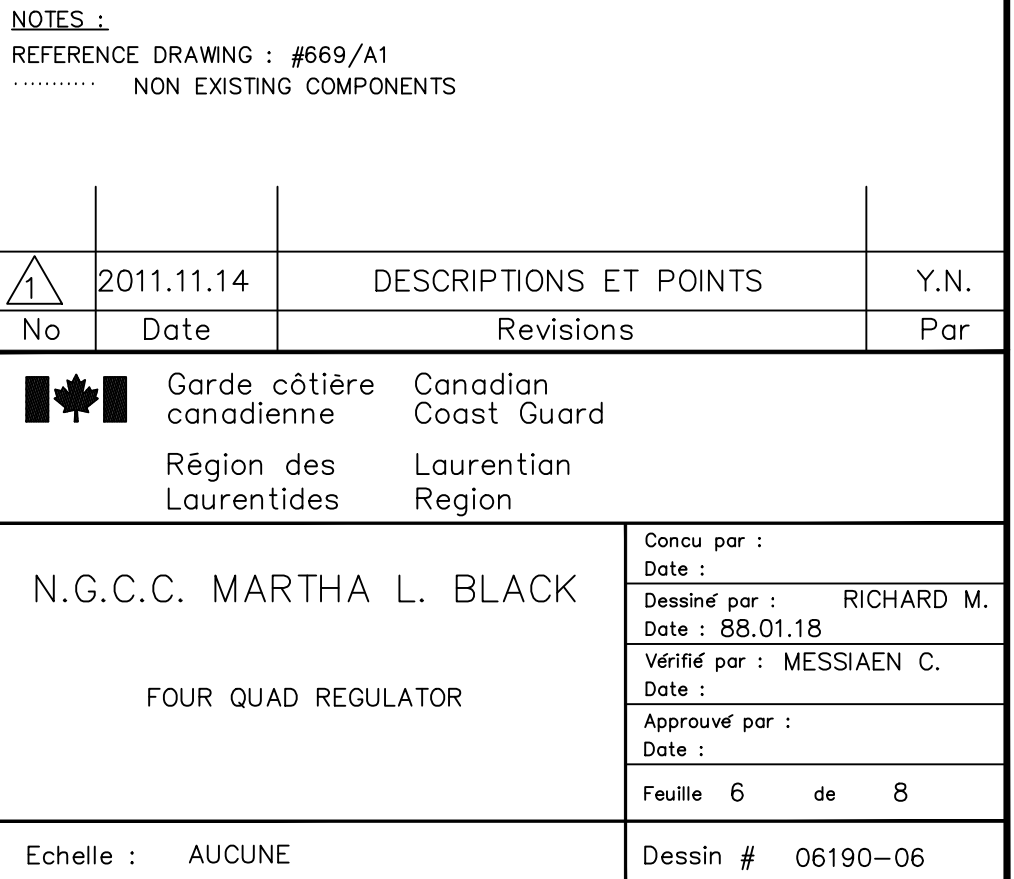 NOTES :
REFERENCE DRAWING : #669/A1
........... NON EXISTING COMPONENTS
1 2011.11.14 DESCRIPTIONS ET POINTS Y.N.
No Date Revisions Par
Garde côtière Canadian
canadienne Coast Guard
Région des Laurentian
Laurentides Region
N.G.C.C. MARTHA L. BLACK
FOUR QUAD REGULATOR
Concu par :
Date :
Dessiné par : RICHARD M.
Date : 88.01.18
Vérifié par : MESSIAEN C.
Date :
Approuvé par :
Date :
Feuille 6 de 8
Echelle : AUCUNE
Dessin # 06190-06